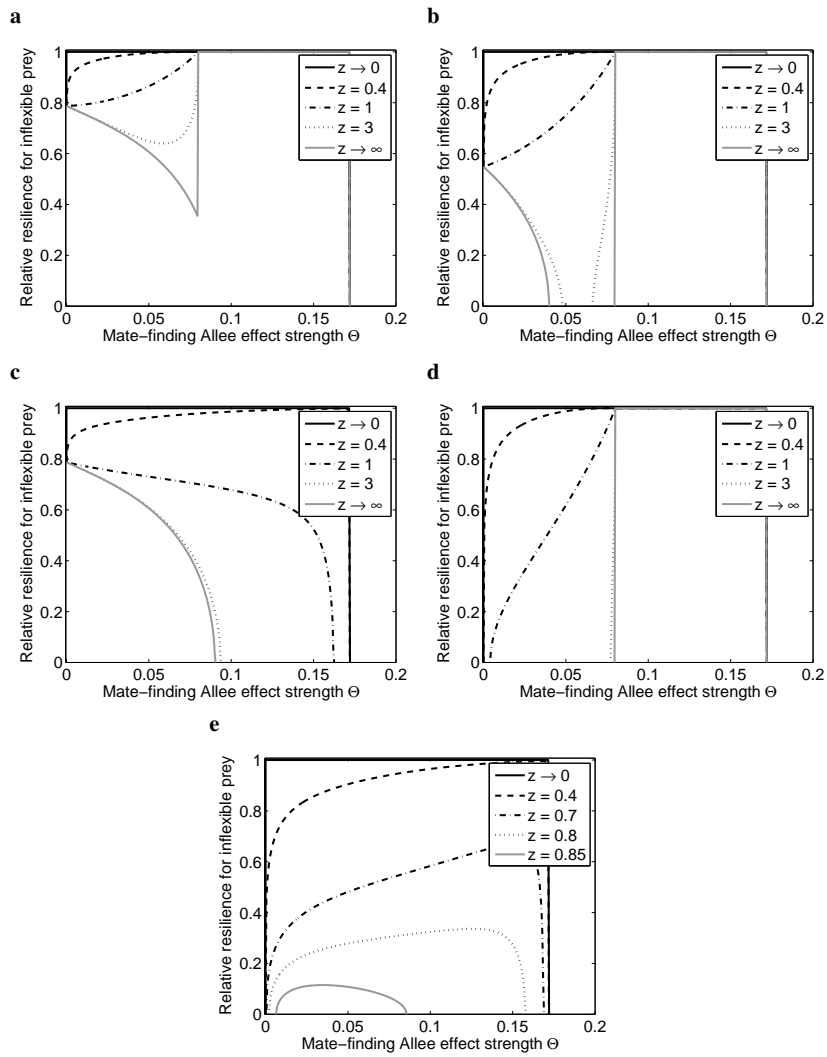 a
Relative resilience for inflexible prey
1
0.8
0.6
0.4
0.2
0
0
0.05
0.1
0.15
0.2
Mate−finding Allee effect strength Θ
z → 0
z = 0.4
z = 1
z = 3
z → ∞
b
Relative resilience for inflexible prey
1
0.8
0.6
0.4
0.2
0
0
0.05
0.1
0.15
0.2
Mate−finding Allee effect strength Θ
z → 0
z = 0.4
z = 1
z = 3
z → ∞
c
Relative resilience for inflexible prey
1
0.8
0.6
0.4
0.2
0
0
0.05
0.1
0.15
0.2
Mate−finding Allee effect strength Θ
z → 0
z = 0.4
z = 1
z = 3
z → ∞
d
Relative resilience for inflexible prey
1
0.8
0.6
0.4
0.2
0
0
0.05
0.1
0.15
0.2
Mate−finding Allee effect strength Θ
z → 0
z = 0.4
z = 1
z = 3
z → ∞
e
Relative resilience for inflexible prey
1
0.8
0.6
0.4
0.2
0
0
0.05
0.1
0.15
0.2
Mate−finding Allee effect strength Θ
z → 0
z = 0.4
z = 0.7
z = 0.8
z = 0.85